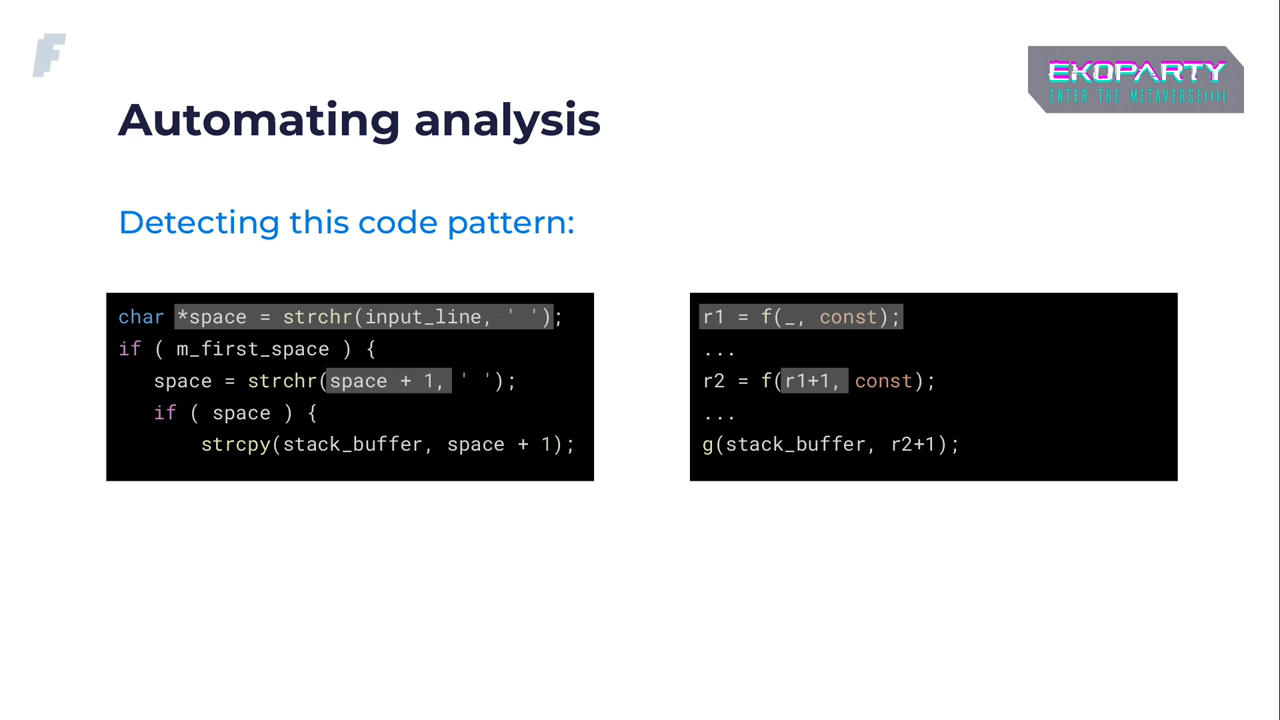 F
EKOPARTY
ENTER THE METAVERSE
Automating analysis
Detecting this code pattern:
char *space = strchr(input_line, ' ');
if ( m_first_space ) {
space = strchr(space + 1, ' ');
if ( space ) {
strcpy(stack_buffer, space + 1);
r1 = f(_, const);
...
r2 = f(r1+1, const);
...
g(stack_buffer, r2+1);